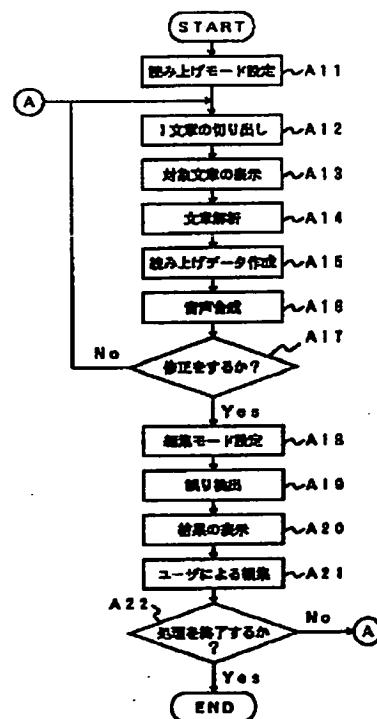 START
読み上げモード設定 A11
A
1文章の切り出し A12
対象文章の表示 A13
文章解析 A14
読み上げデータ作成 A15
音声合成 A16
A17
No
修正をするか?
Yes
編集モード設定 A18
誤り検出 A19
結果の表示 A20
ユーザによる編集 A21
A22
No
処理を終了するか
?
A
Yes
END